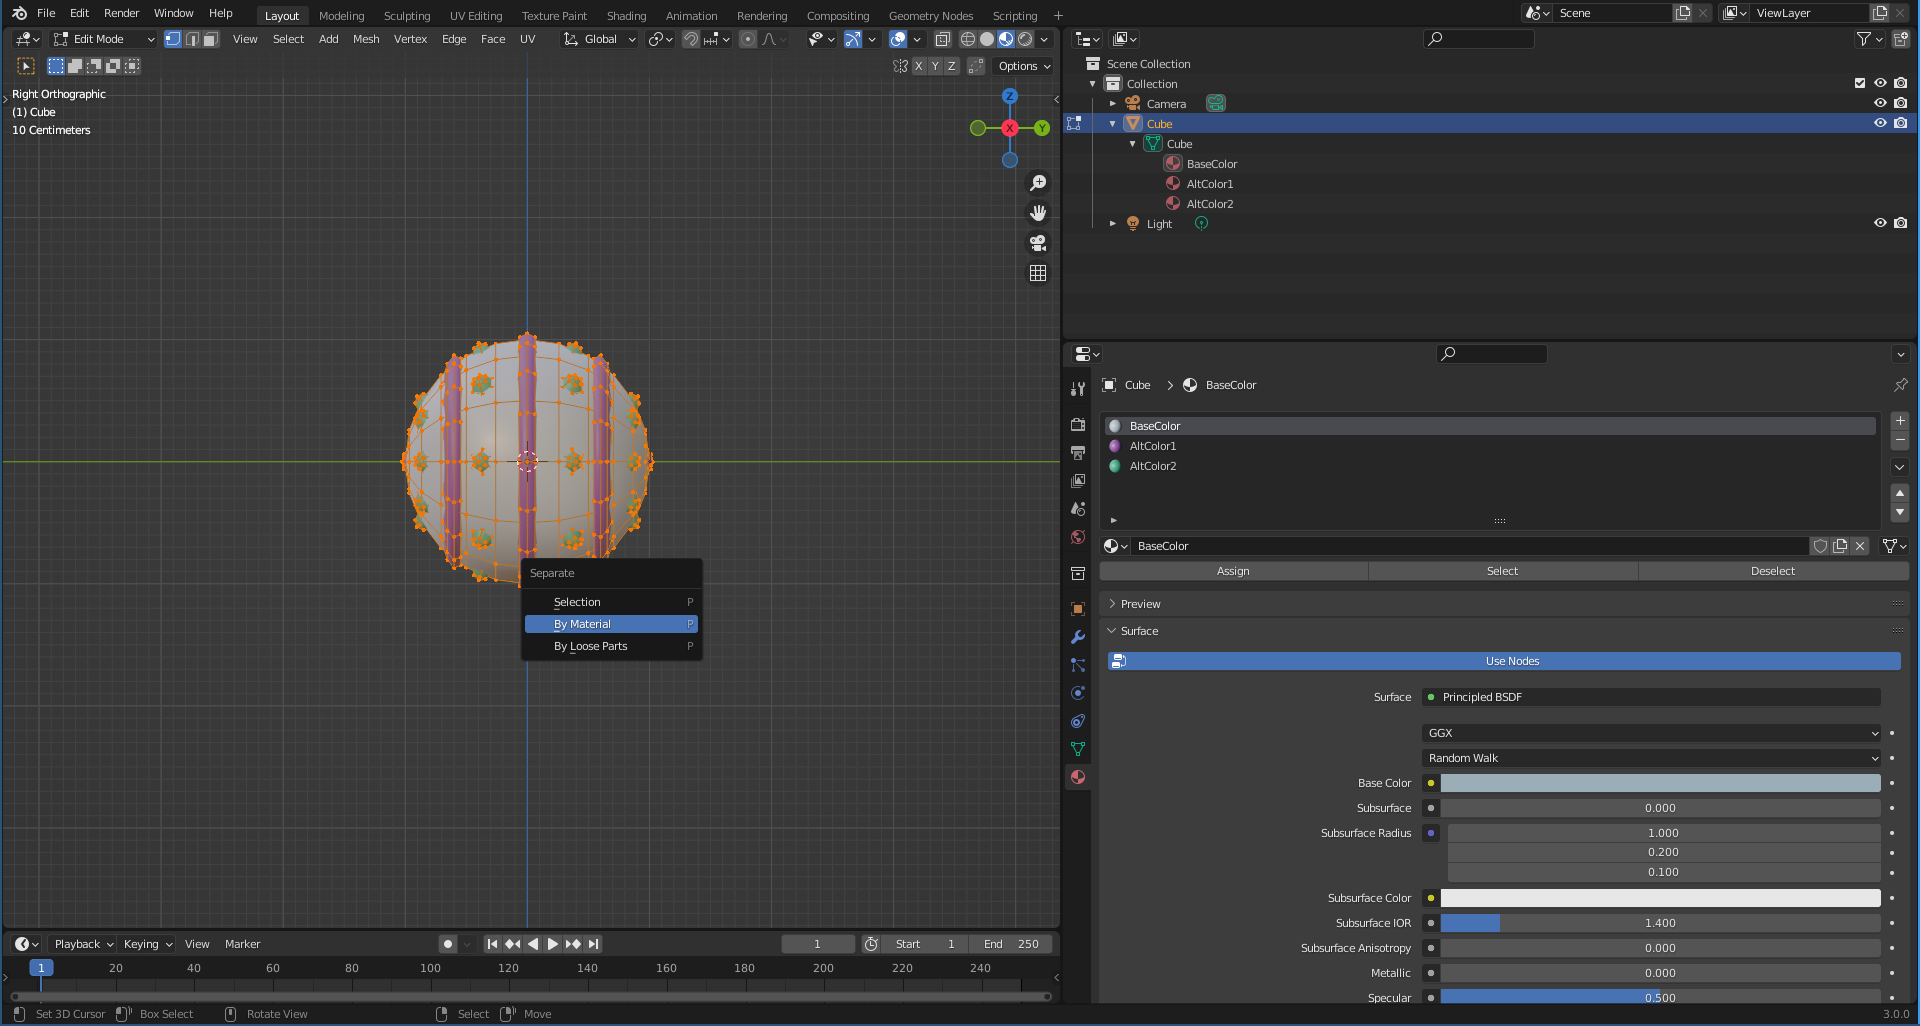 File Edit Render Window Help Layout Modeling Sculpting UV Editing Texture Paint Shading Animation Rendering Compositing Geometry Nodes Scripting + Scene ViewLayer
Edit Mode View Select Add Mesh Vertex Edge Face UV Global
X Y Z Options
Right Orthographic
(1) Cube
10 Centimeters
Z
X
Y
Separate
Selection P
By Material P
By Loose Parts P
Scene Collection
Collection
Camera
Cube
Cube
BaseColor
AltColor1
AltColor2
Light
Cube > BaseColor
BaseColor
AltColor1
AltColor2
BaseColor
Assign Select Deselect
Preview
Surface
Use Nodes
Surface Principled BSDF
GGX
Random Walk
Base Color
Subsurface 0.000
Subsurface Radius 1.000
0.200
0.100
Subsurface Color
Subsurface IOR 1.400
Subsurface Anisotropy 0.000
Metallic 0.000
Specular 0.500
Playback Keying View Marker 1 Start 1 End 250
1 20 40 60 80 100 120 140 160 180 200 220 240
Set 3D Cursor Box Select Rotate View Select Move 3.0.0